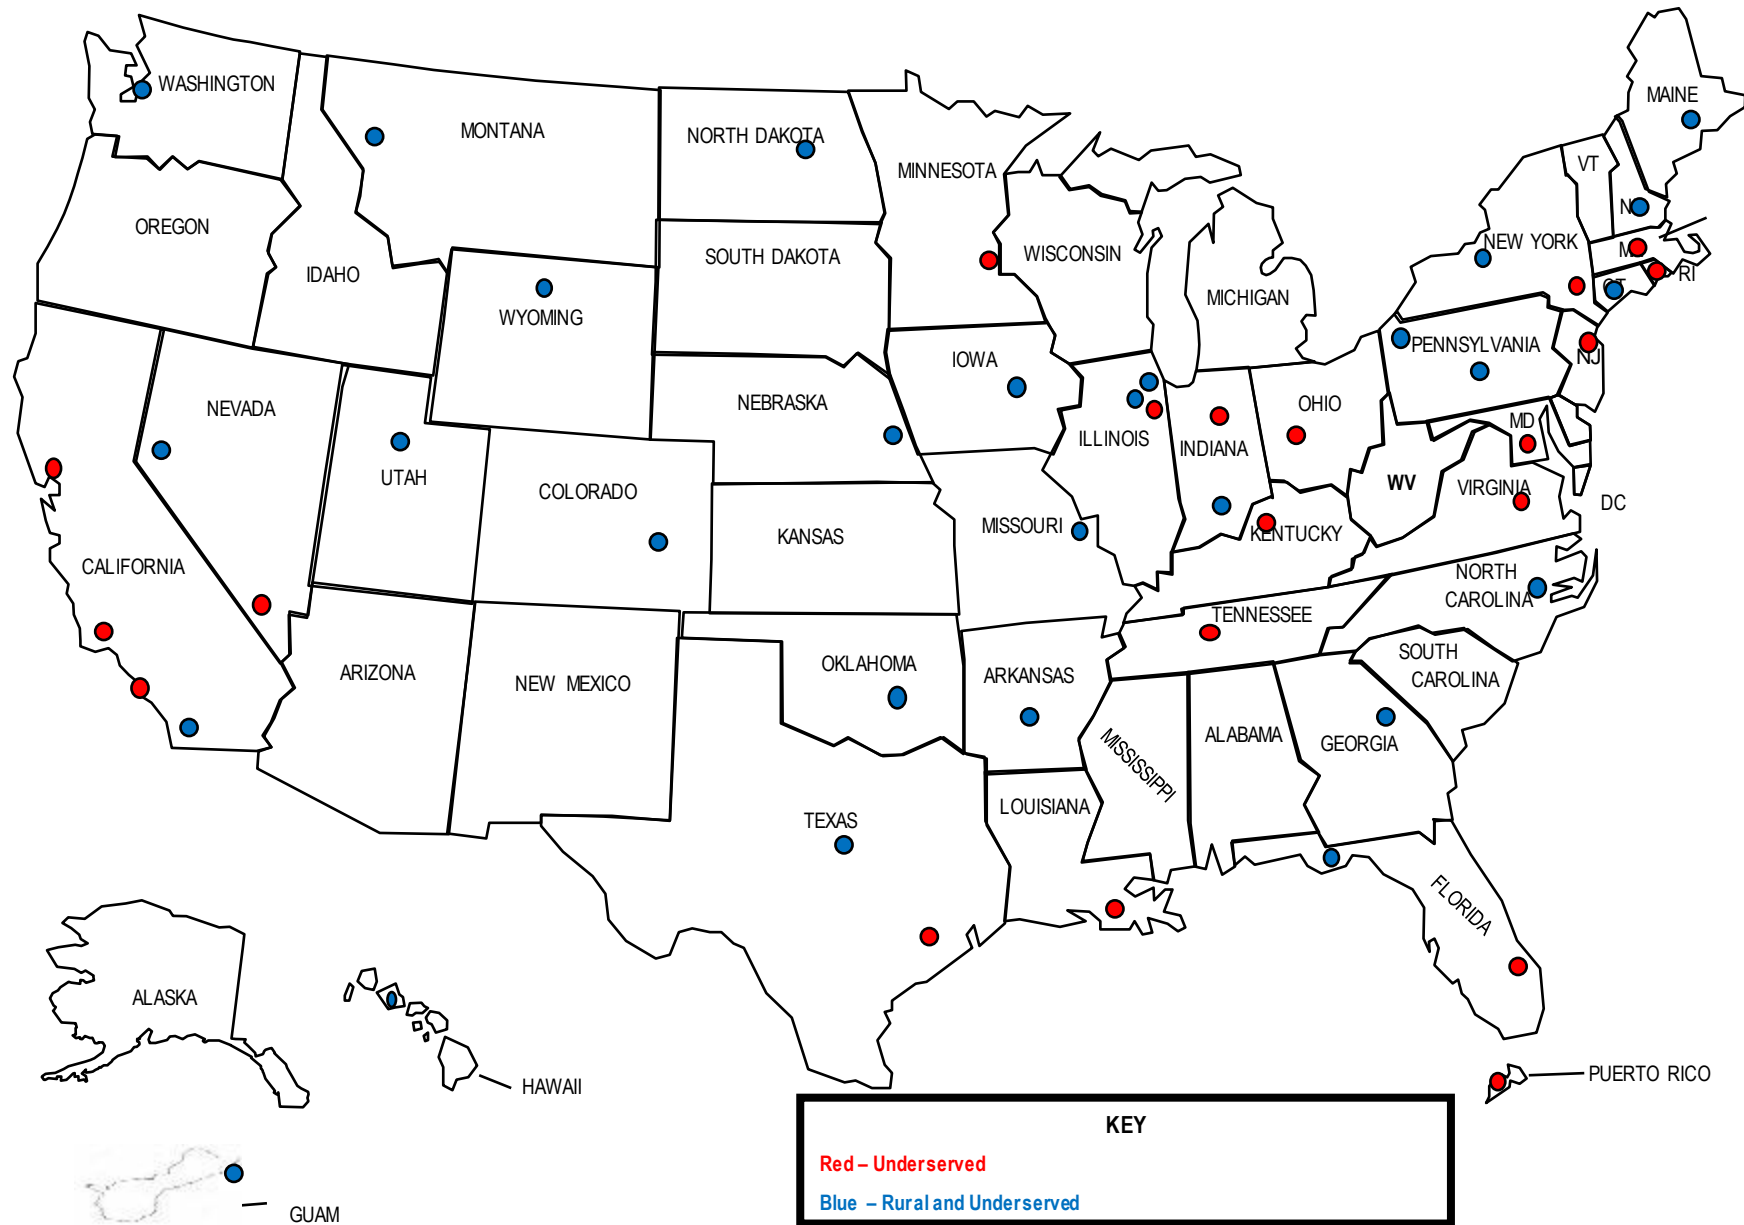 WASHINGTON
MAINE
MONTANA
NORTH DAKOTA
VT
MINNESOTA
N
OREGON
NEW YORK
M
SOUTH DAKOTA
WISCONSIN
IDAHO
RI
CT
MICHIGAN
WYOMING
PENNSYLVANIA
NJ
IOWA
NEVADA
NEBRASKA
OHIO
MD
ILLINOIS
INDIANA
UTAH
WV
VIRGINIA
COLORADO
DC
MISSOURI
KANSAS
KENTUCKY
CALIFORNIA
NORTH
CAROLINA
TENNESSEE
SOUTH
CAROLINA
ARIZONA
NEW MEXICO
OKLAHOMA
ARKANSAS
MISSISSIPPI
ALABAMA
GEORGIA
LOUISIANA
TEXAS
FLORIDA
ALASKA
HAWAII
PUERTO RICO
KEY
Red – Underserved
Blue – Rural and Underserved
GUAM